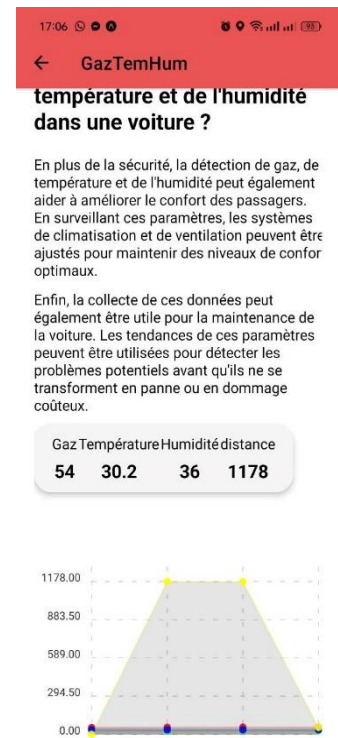 17:06
98
GazTemHum
température et de l'humidité
dans une voiture ?
En plus de la sécurité, la détection de gaz, de
température et de l'humidité peut également
aider à améliorer le confort des passagers.
En surveillant ces paramètres, les systèmes
de climatisation et de ventilation peuvent être
ajustés pour maintenir des niveaux de confor
optimaux.
Enfin, la collecte de ces données peut
également être utile pour la maintenance de
la voiture. Les tendances de ces paramètres
peuvent être utilisées pour détecter les
problèmes potentiels avant qu'ils ne se
transforment en panne ou en dommage
coûteux.
Gaz Température Humidité distance
54 30.2 36 1178
1178.00
883.50
589.00
294.50
0.00